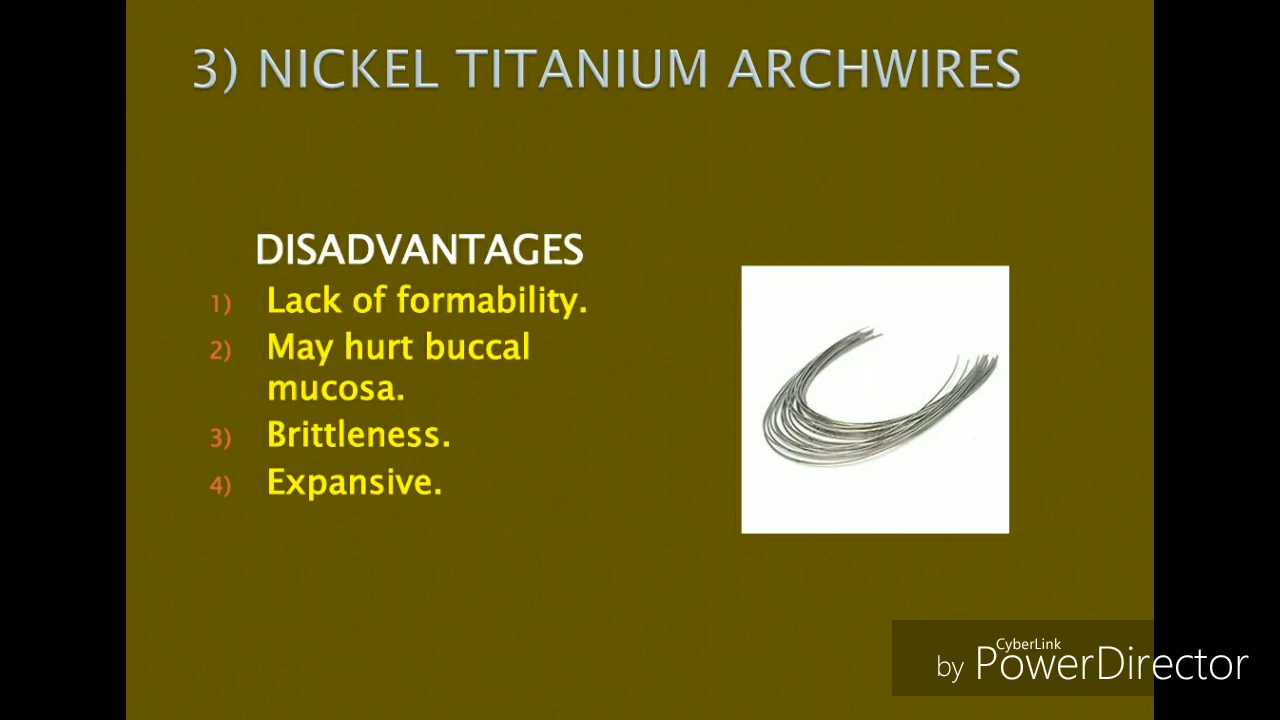 3) NICKEL TITANIUM ARCHWIRES
DISADVANTAGES
1) Lack of formability.
2) May hurt buccal
mucosa.
3) Brittleness.
4) Expansive.
CyberLink
by PowerDirector